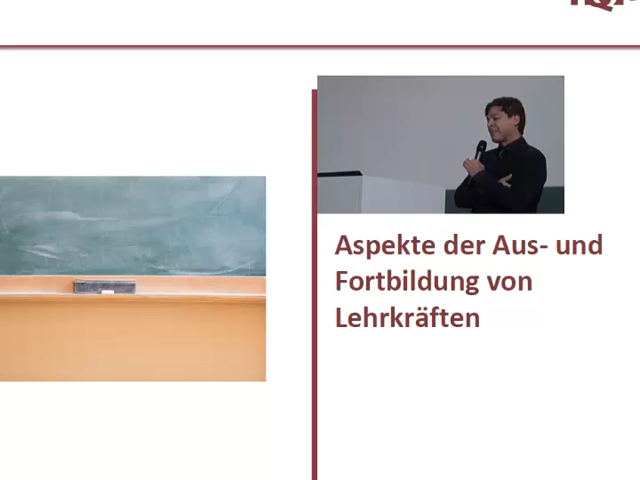 Aspekte der Aus- und
Fortbildung von
Lehrkräften